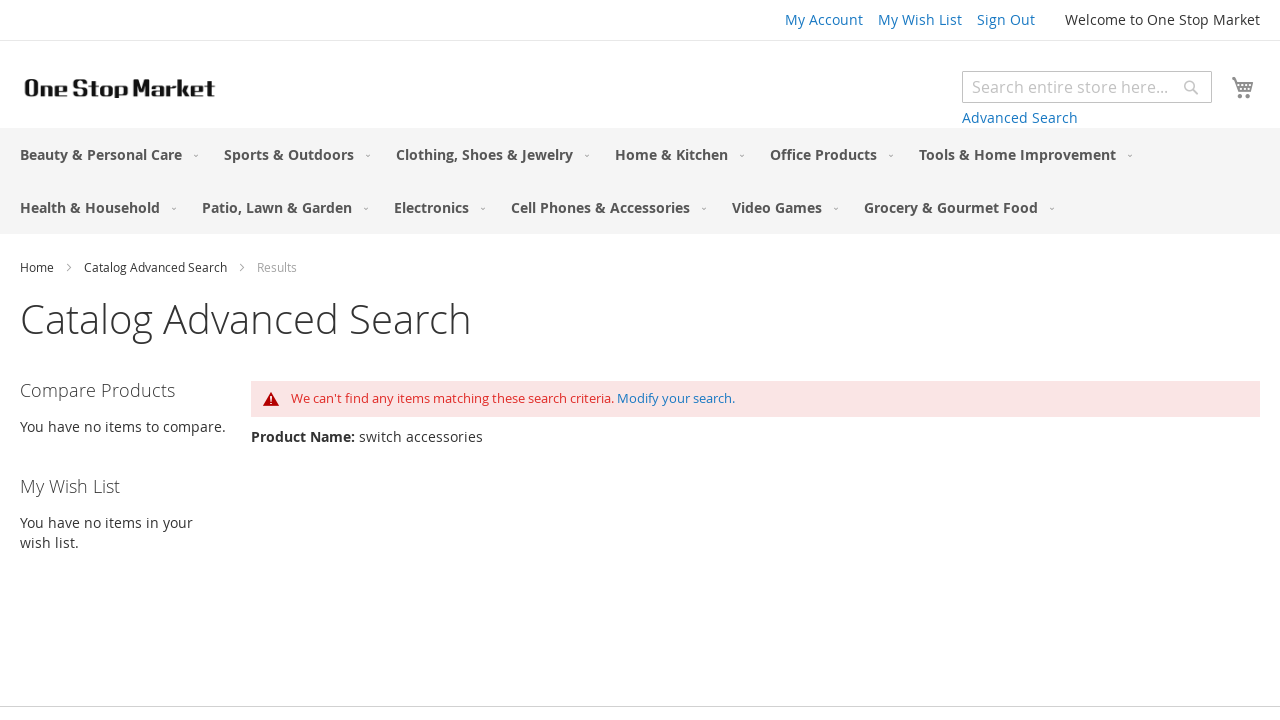 My Account My Wish List Sign Out Welcome to One Stop Market
One Stop Market
Search entire store here...
Advanced Search
Beauty & Personal Care Sports & Outdoors Clothing, Shoes & Jewelry Home & Kitchen Office Products Tools & Home Improvement
Health & Household Patio, Lawn & Garden Electronics Cell Phones & Accessories Video Games Grocery & Gourmet Food
Home Catalog Advanced Search Results
Catalog Advanced Search
Compare Products
You have no items to compare.
My Wish List
You have no items in your
wish list.
We can't find any items matching these search criteria. Modify your search.
Product Name: switch accessories